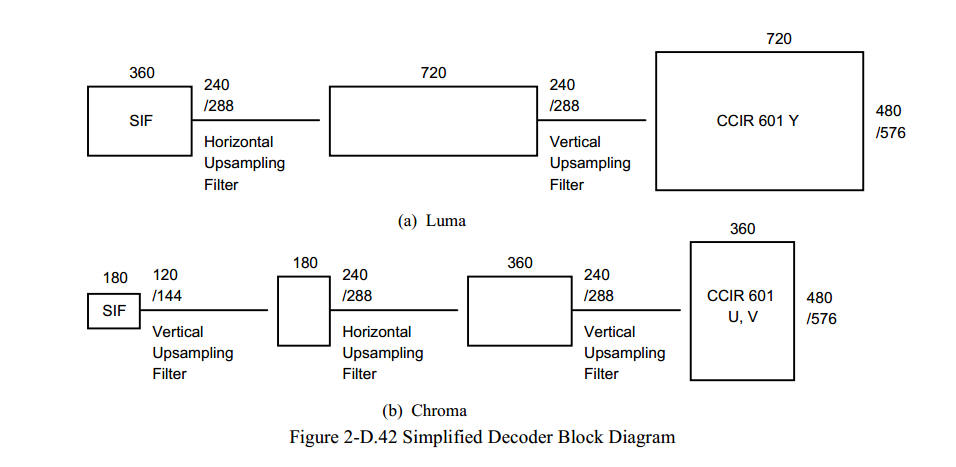 720
360
720
240
/288
240
/288
SIF
CCIR 601 Y
480
/576
Horizontal
Upsampling
Filter
Vertical
Upsampling
Filter
(a) Luma
360
180
120
/144
180
240
/288
360
240
/288
SIF
CCIR 601
U, V
480
/576
Vertical
Upsampling
Filter
Horizontal
Upsampling
Filter
Vertical
Upsampling
Filter
(b) Chroma
Figure 2-D.42 Simplified Decoder Block Diagram